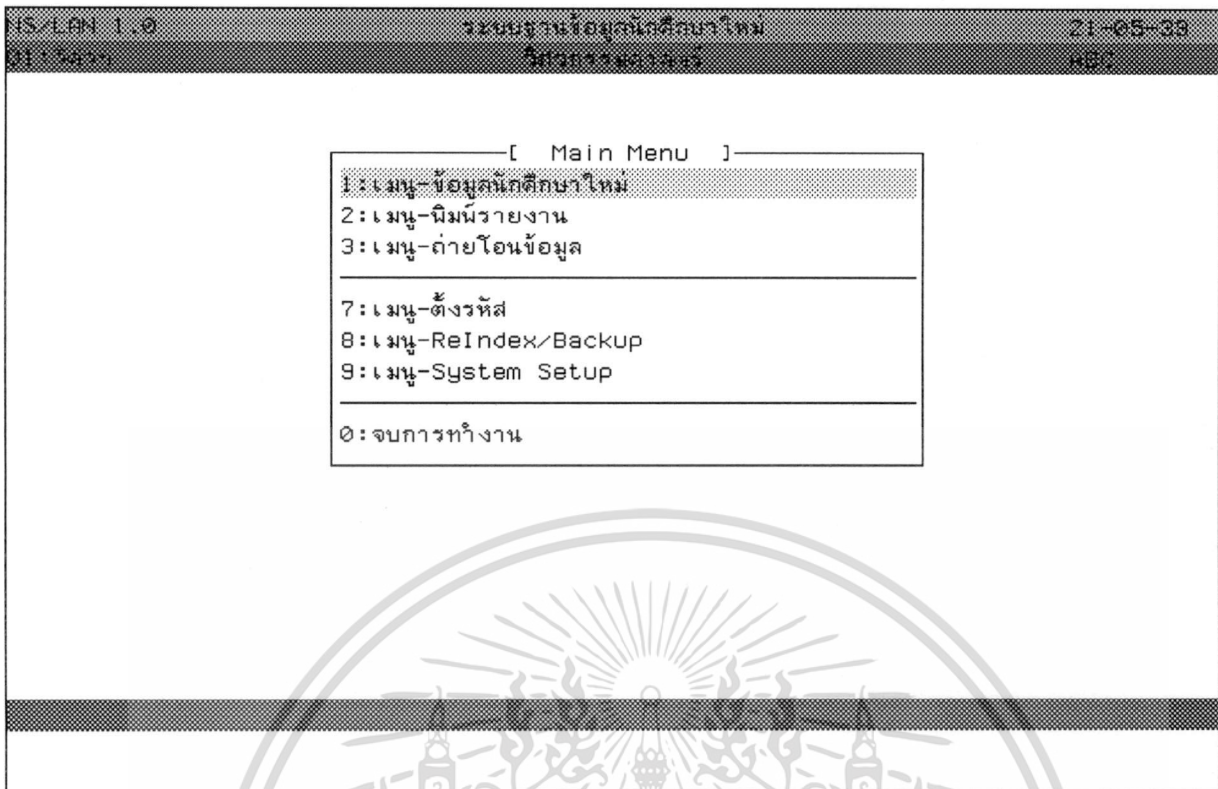 NS/LAN 1.0 ระบบฐานข้อมูลนักศึกษาใหม่ 21-05-39
01:วิศวฯ วิศวกรรมศาสตร์ ABC
[ Main Menu ]
1:เมนู-ข้อมูลนักศึกษาใหม่
2:เมนู-พิมพ์รายงาน
3:เมนู-ถ่ายโอนข้อมูล
7:เมนู-ตั้งรหัส
8:เมนู-ReIndex/Backup
9:เมนู-System Setup
0:จบการทำงาน